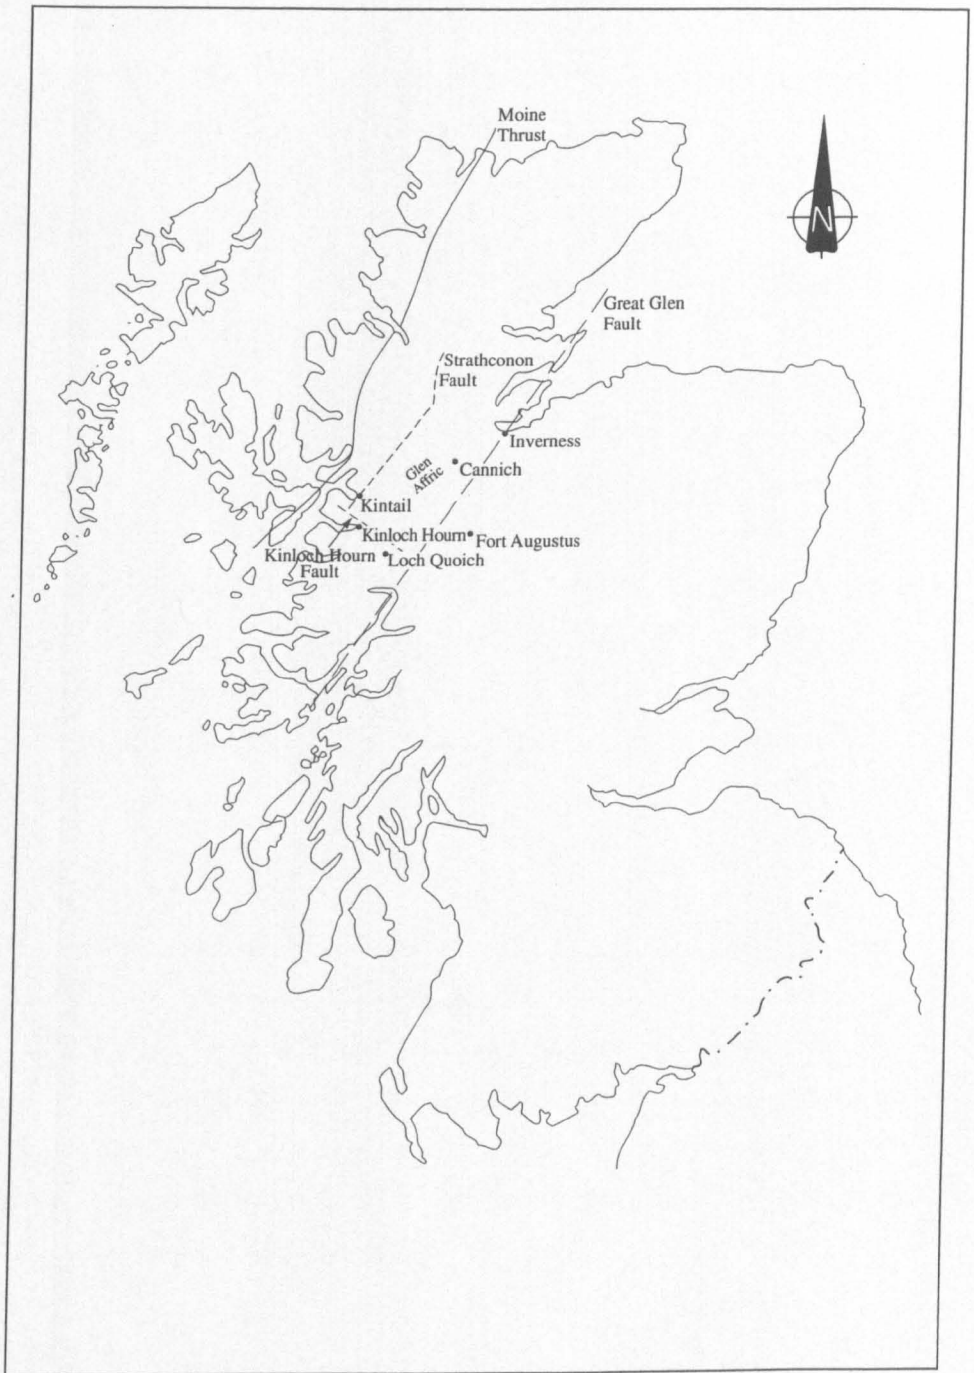 Moine
Thrust
N
Great Glen
Fault
Strathconon
Fault
Inverness
Glen
Affric
Cannich
Kintail
Kinloch Hourn
Fort Augustus
Kinloch Hourn
Fault
Loch Quoich